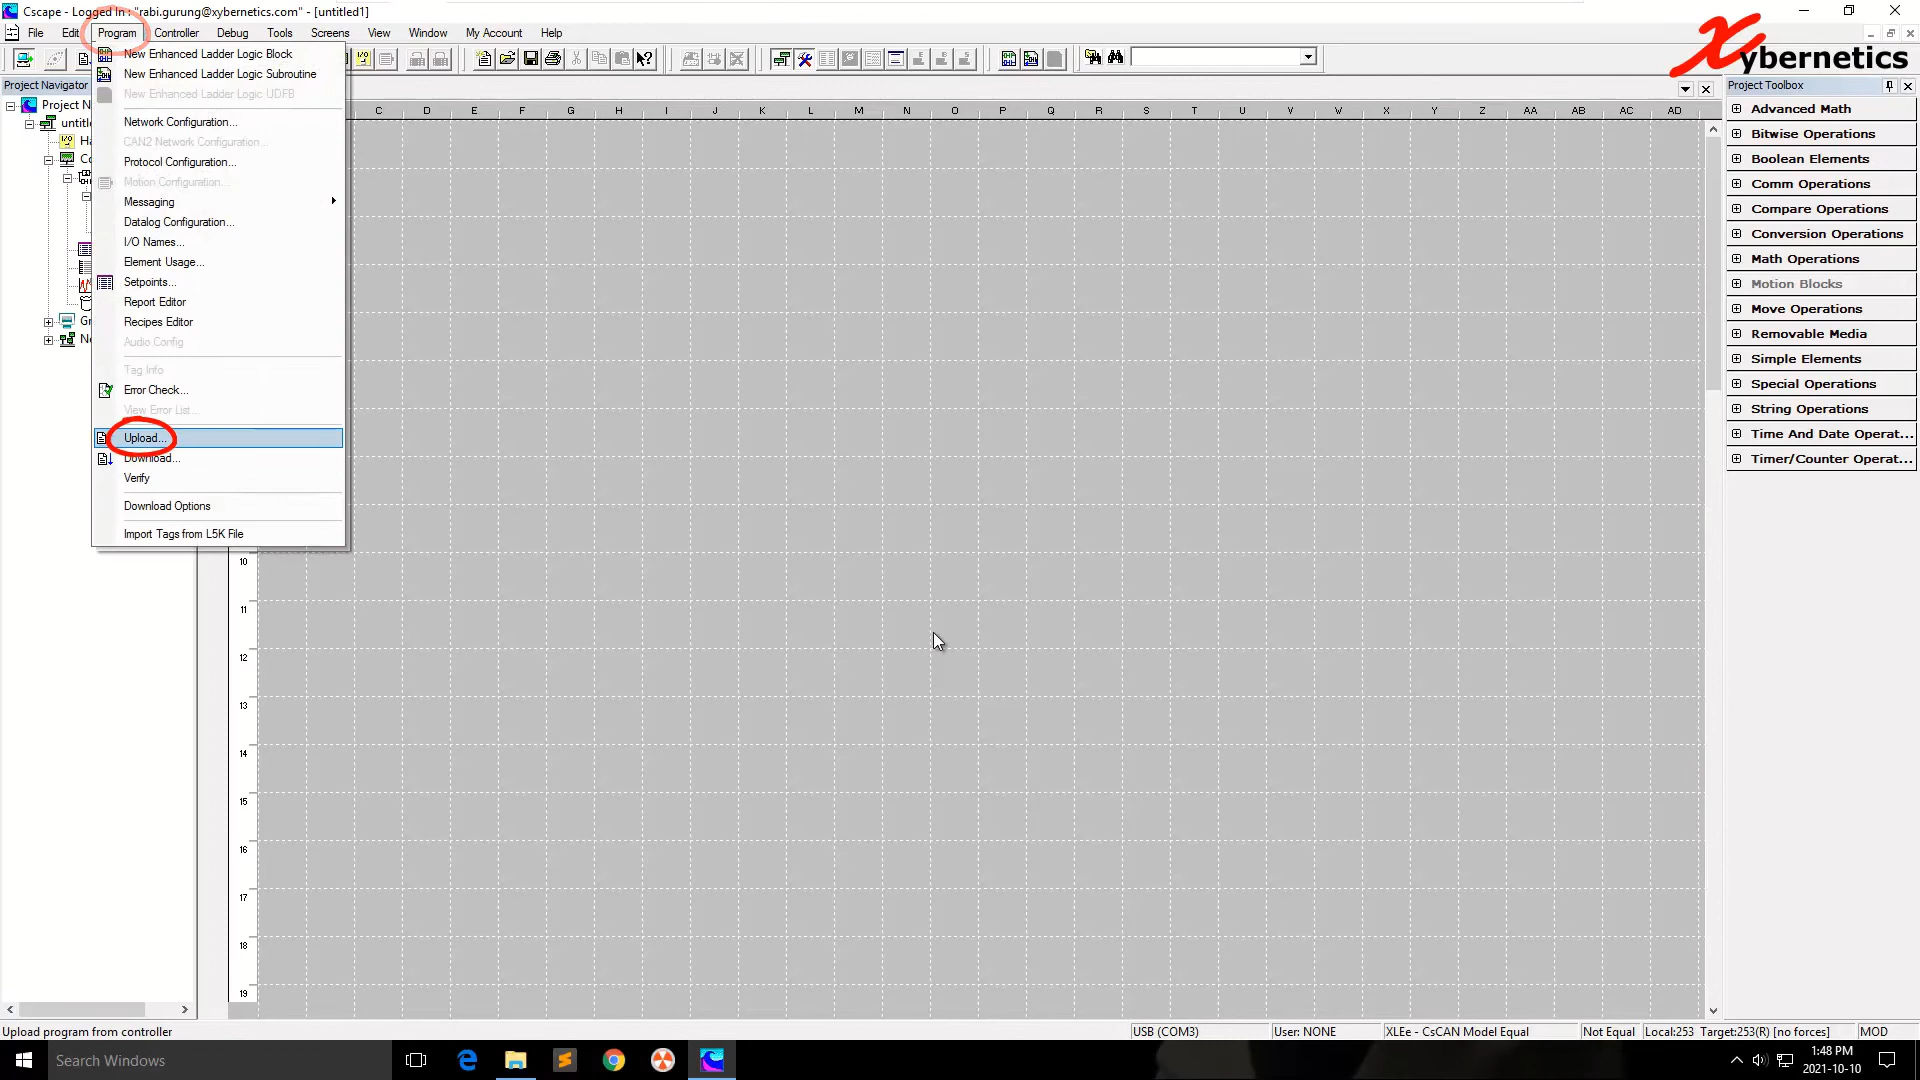 Cscape - Logged In : "rabi.gurung@xybernetics.com" - [untitled1]
File Edit Program Controller Debug Tools Screens View Window My Account Help
Xybernetics
New Enhanced Ladder Logic Block
New Enhanced Ladder Logic Subroutine
New Enhanced Ladder Logic UDFB
Network Configuration...
CAN2 Network Configuration...
Protocol Configuration...
Motion Configuration...
Messaging
Datalog Configuration...
I/O Names...
Element Usage...
Setpoints...
Report Editor
Recipes Editor
Audio Config
Tag Info
Error Check...
View Error List...
Upload...
Download...
Verify
Download Options
Import Tags from L5K File
Project Navigator
Project N
untitl
Ha
Co
Gr
No
C D E F G H I J K L M N O P Q R S T U V W X Y Z AA AB AC AD
10
11
12
13
14
15
16
17
18
19
Project Toolbox
Advanced Math
Bitwise Operations
Boolean Elements
Comm Operations
Compare Operations
Conversion Operations
Math Operations
Motion Blocks
Move Operations
Removable Media
Simple Elements
Special Operations
String Operations
Time And Date Operat...
Timer/Counter Operat...
Upload program from controller
USB (COM3) User: NONE XLEe - CsCAN Model Equal Not Equal Local:253 Target:253(R) [no forces] MOD
Search Windows
1:48 PM
2021-10-10